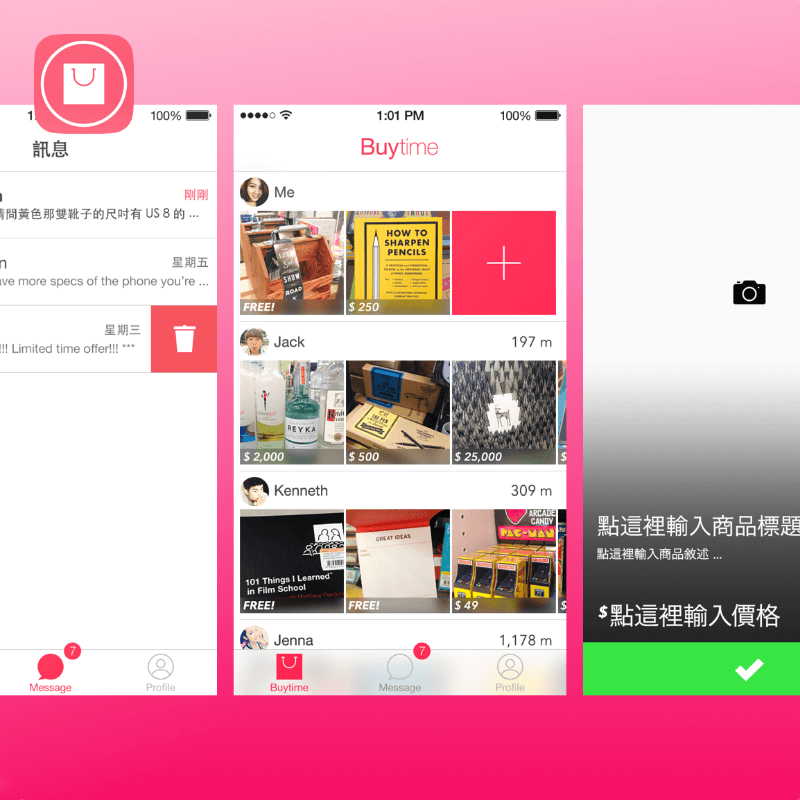 100%
訊息
剛剛
請問黃色那雙靴子的尺吋有 US 8 的 ...
星期五
ve more specs of the phone you're ...
星期三
!!! Limited time offer!!! ***
7
Message
Profile
1:01 PM
100%
Buytime
Me
SHOW
ROAD
FREE!
HOW TO
SHARPEN
PENCILS
$ 250
Jack
197 m
REYKA
$ 2,000
THE PEN
$ 500
$ 25,000
$
Kenneth
309 m
101 Things I Learned
in Film School
FREE!
GREAT IDEAS
FREE!
ARCADE
CANDY
PAC-MAN
$ 49
$
Jenna
1,178 m
Buytime
7
Message
Profile
點這裡輸入商品標題
點這裡輸入商品敘述 ...
$點這裡輸入價格